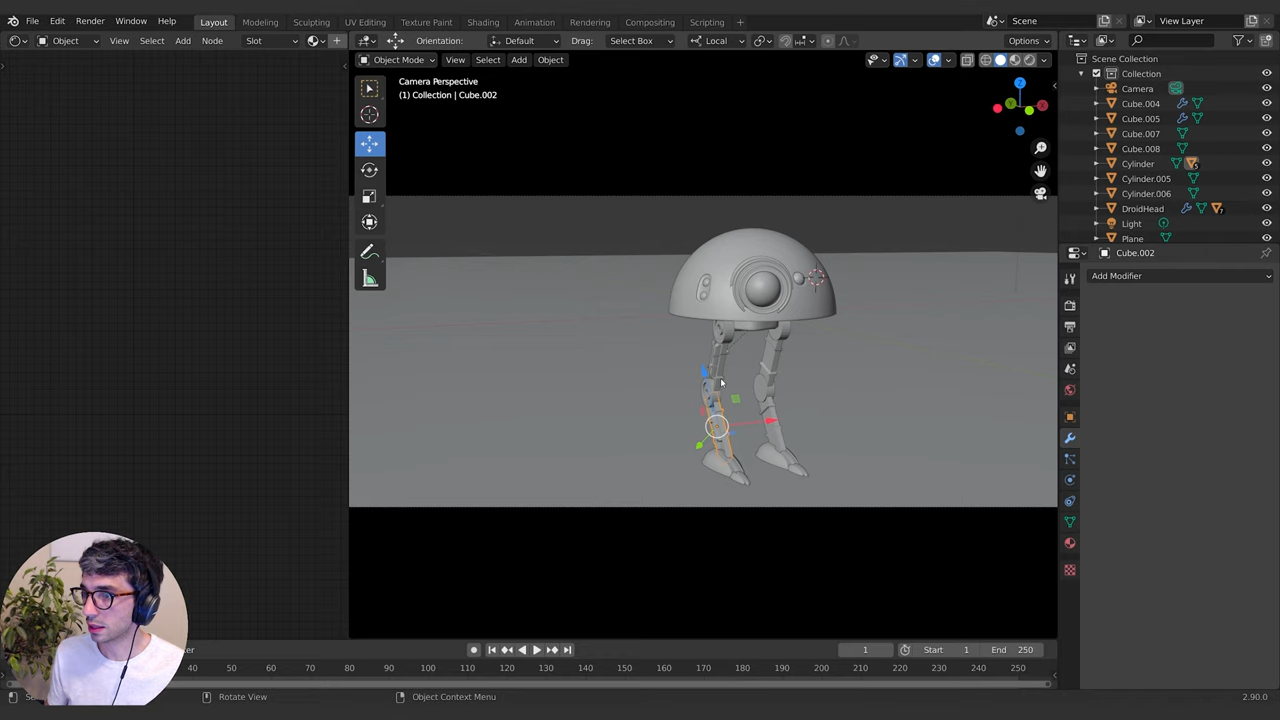 File Edit Render Window Help Layout Modeling Sculpting UV Editing Texture Paint Shading Animation Rendering Compositing Scripting + Scene View Layer
Object View Select Add Node Slot Orientation: Default Drag: Select Box Local Options
Object Mode View Select Add Object
Camera Perspective
(1) Collection | Cube.002
Scene Collection
Collection
Camera
Cube.004
Cube.005
Cube.007
Cube.008
Cylinder
Cylinder.005
Cylinder.006
DroidHead
Light
Plane
Cube.002
Add Modifier
1 Start 1 End 250
40 50 60 70 80 90 100 110 120 130 140 150 160 170 180 190 200 210 220 230 240 250
Rotate View Object Context Menu 2.90.0